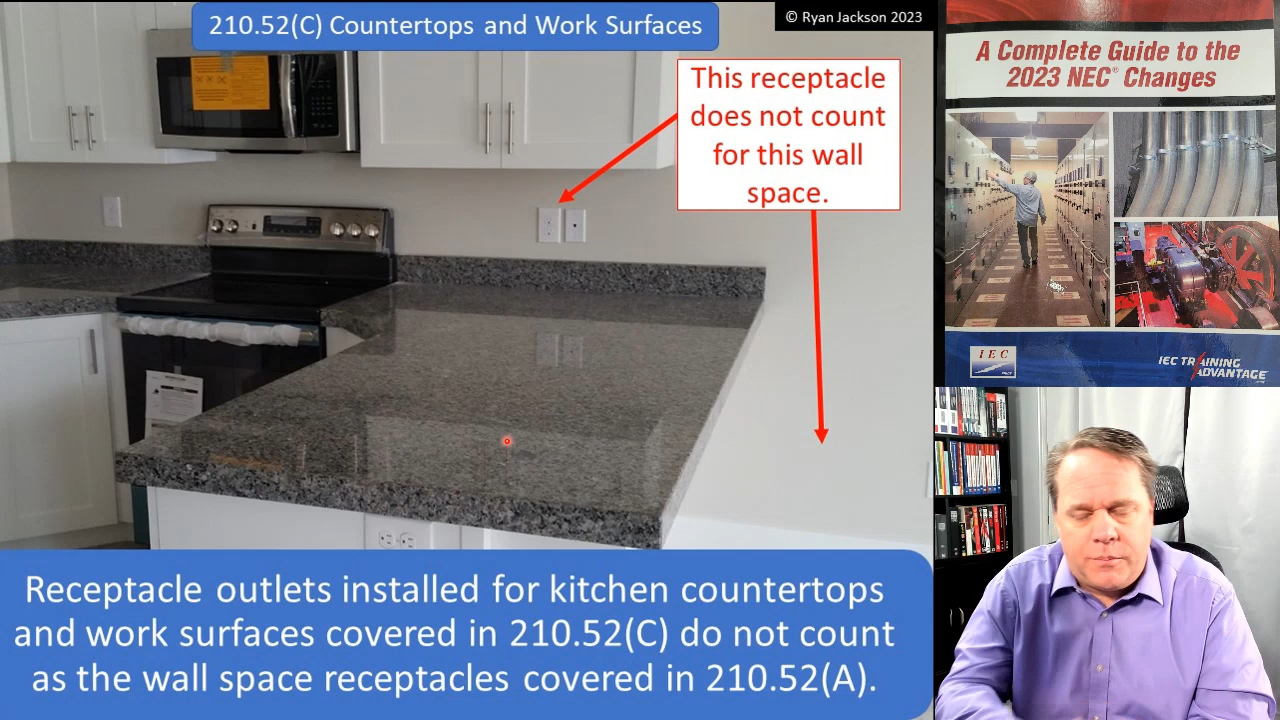 210.52(C) Countertops and Work Surfaces
© Ryan Jackson 2023
This receptacle
does not count
for this wall
space.
Receptacle outlets installed for kitchen countertops
and work surfaces covered in 210.52(C) do not count
as the wall space receptacles covered in 210.52(A).
A Complete Guide to the
2023 NEC® Changes
IEC
IEC TRAINING
ADVANTAGE